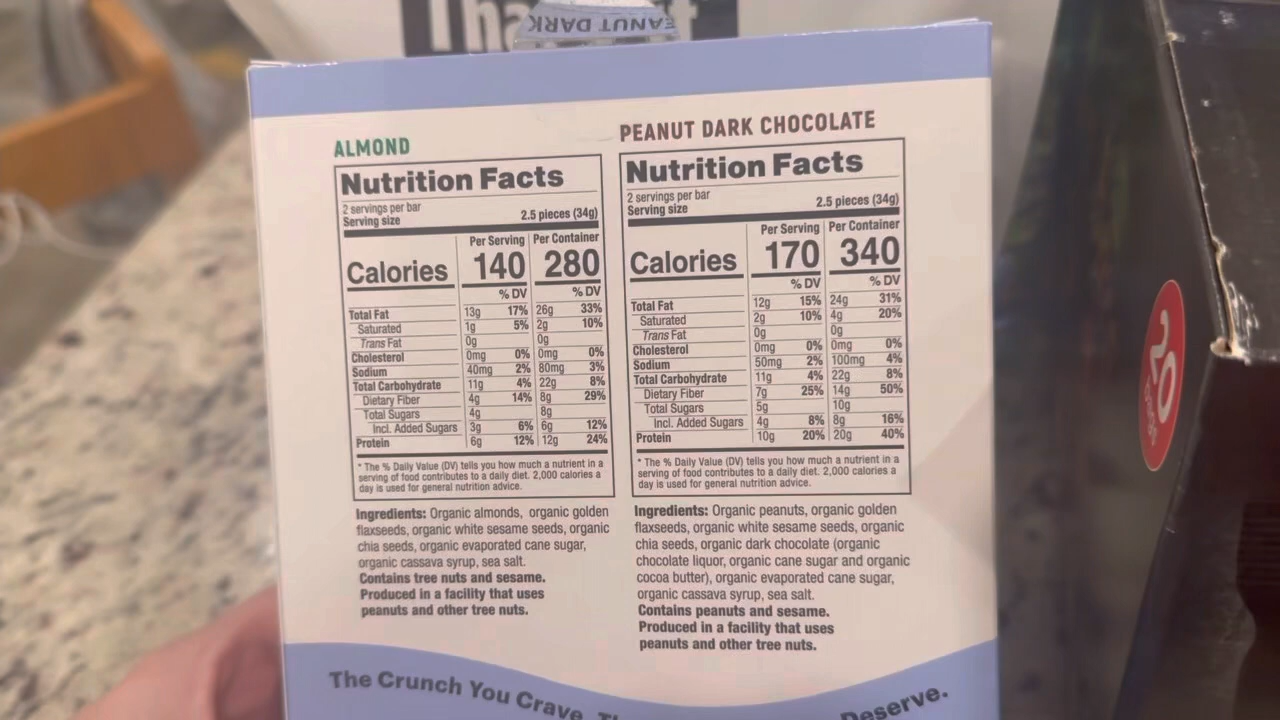 EANUT DARK
ALMOND
Nutrition Facts
2 servings per bar
Serving size 2.5 pieces (34g)
Per Serving Per Container
Calories 140 280
% DV % DV
Total Fat 13g 17% 26g 33%
Saturated 1g 5% 2g 10%
Trans Fat 0g 0g
Cholesterol 0mg 0% 0mg 0%
Sodium 40mg 2% 80mg 3%
Total Carbohydrate 11g 4% 22g 8%
Dietary Fiber 4g 14% 8g 29%
Total Sugars 4g 8g
Incl. Added Sugars 3g 6% 6g 12%
Protein 6g 12% 12g 24%
* The % Daily Value (DV) tells you how much a nutrient in a
serving of food contributes to a daily diet. 2,000 calories a
day is used for general nutrition advice.
Ingredients: Organic almonds, organic golden
flaxseeds, organic white sesame seeds, organic
chia seeds, organic evaporated cane sugar,
organic cassava syrup, sea salt.
Contains tree nuts and sesame.
Produced in a facility that uses
peanuts and other tree nuts.
PEANUT DARK CHOCOLATE
Nutrition Facts
2 servings per bar
Serving size 2.5 pieces (34g)
Per Serving Per Container
Calories 170 340
% DV % DV
Total Fat 12g 15% 24g 31%
Saturated 2g 10% 4g 20%
Trans Fat 0g 0g
Cholesterol 0mg 0% 0mg 0%
Sodium 50mg 2% 100mg 4%
Total Carbohydrate 11g 4% 22g 8%
Dietary Fiber 7g 25% 14g 50%
Total Sugars 5g 10g
Incl. Added Sugars 4g 8% 8g 16%
Protein 10g 20% 20g 40%
* The % Daily Value (DV) tells you how much a nutrient in a
serving of food contributes to a daily diet. 2,000 calories a
day is used for general nutrition advice.
Ingredients: Organic peanuts, organic golden
flaxseeds, organic white sesame seeds, organic
chia seeds, organic dark chocolate (organic
chocolate liquor, organic cane sugar and organic
cocoa butter), organic evaporated cane sugar,
organic cassava syrup, sea salt.
Contains peanuts and sesame.
Produced in a facility that uses
peanuts and other tree nuts.
The Crunch You Crave. Deserve.
20